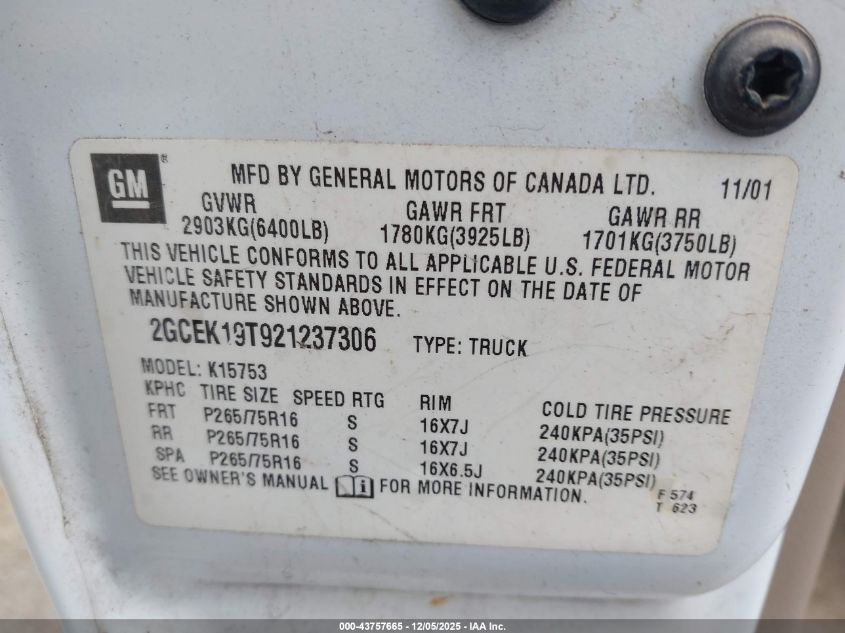 GM ®
MFD BY GENERAL MOTORS OF CANADA LTD. 11/01
GVWR GAWR FRT GAWR RR
2903KG(6400LB) 1780KG(3925LB) 1701KG(3750LB)
THIS VEHICLE CONFORMS TO ALL APPLICABLE U.S. FEDERAL MOTOR
VEHICLE SAFETY STANDARDS IN EFFECT ON THE DATE OF
MANUFACTURE SHOWN ABOVE.
2GCEK19T921237306 TYPE: TRUCK
MODEL: K15753
KPHC TIRE SIZE SPEED RTG RIM COLD TIRE PRESSURE
FRT P265/75R16 S 16X7J 240KPA(35PSI)
RR P265/75R16 S 16X7J 240KPA(35PSI)
SPA P265/75R16 S 16X6.5J 240KPA(35PSI)
SEE OWNER'S MANUAL i FOR MORE INFORMATION.
F 574
T 623
000-43757665 - 12/05/2025 - IAA Inc.